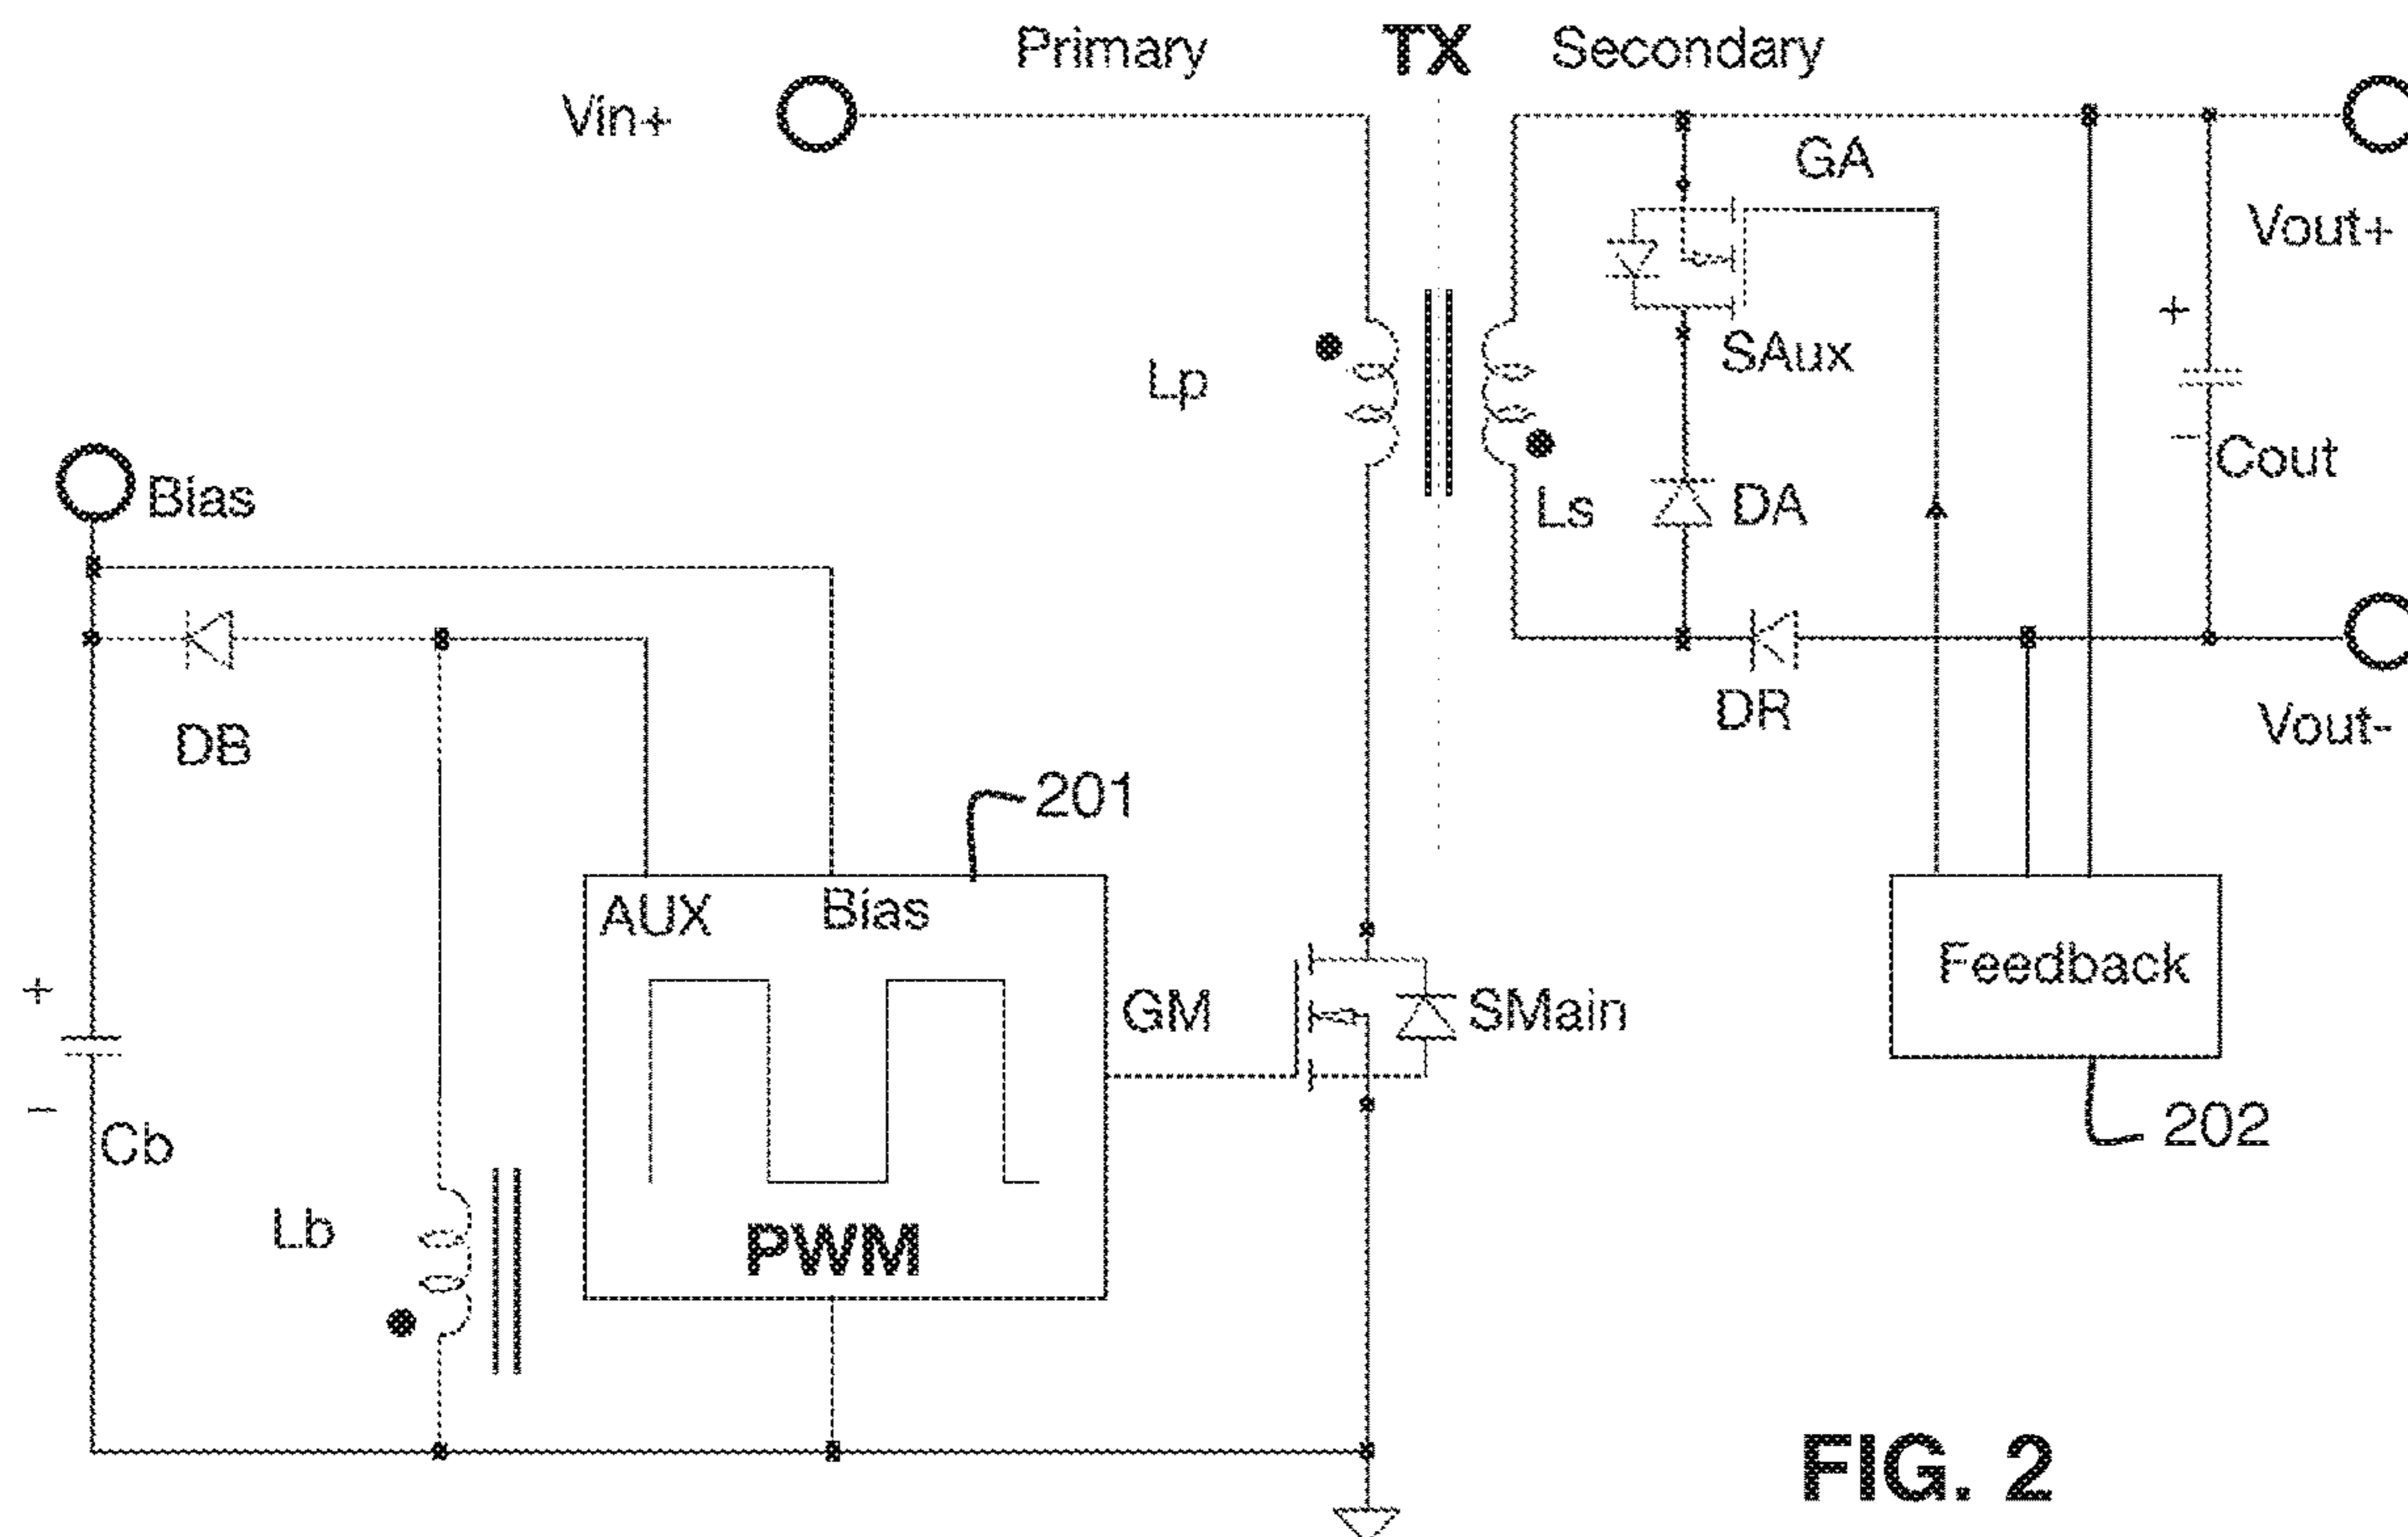 Primary
TX
Secondary
Vin+
GA
Vout+
SAux
Lp
+
−
Cout
Bias
Ls
DA
DR
Vout-
DB
201
AUX
Bias
Feedback
GM
SMain
+
−
Cb
202
Lb
PWM
FIG. 2